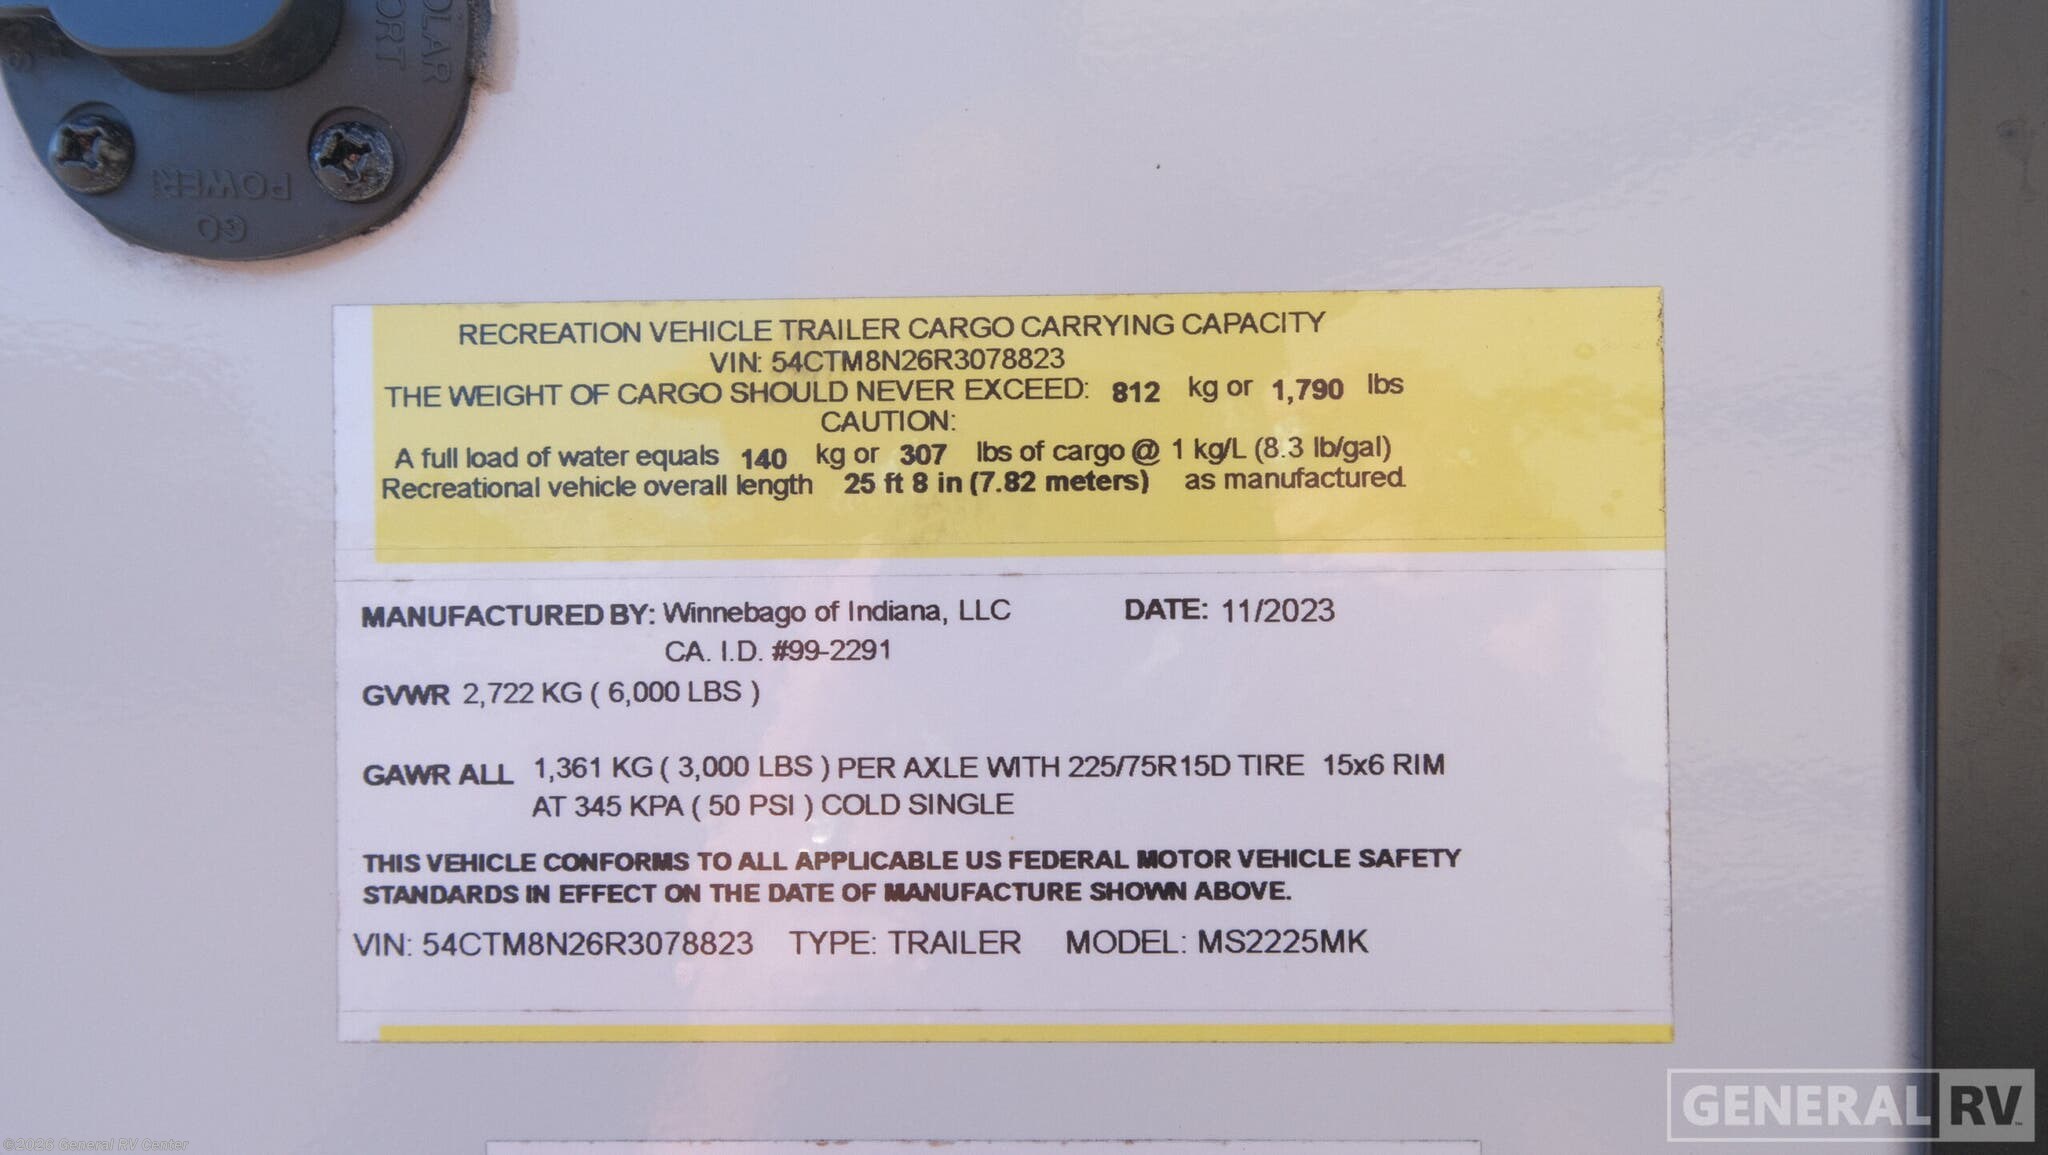 SOLAR
PORT
GO
POWER!
RECREATION VEHICLE TRAILER CARGO CARRYING CAPACITY
VIN: 54CTM8N26R3078823
THE WEIGHT OF CARGO SHOULD NEVER EXCEED: 812 kg or 1,790 lbs
CAUTION:
A full load of water equals 140 kg or 307 lbs of cargo @ 1 kg/L (8.3 lb/gal)
Recreational vehicle overall length 25 ft 8 in (7.82 meters) as manufactured.
MANUFACTURED BY: Winnebago of Indiana, LLC DATE: 11/2023
CA. I.D. #99-2291
GVWR 2,722 KG ( 6,000 LBS )
GAWR ALL 1,361 KG ( 3,000 LBS ) PER AXLE WITH 225/75R15D TIRE 15x6 RIM
AT 345 KPA ( 50 PSI ) COLD SINGLE
THIS VEHICLE CONFORMS TO ALL APPLICABLE US FEDERAL MOTOR VEHICLE SAFETY
STANDARDS IN EFFECT ON THE DATE OF MANUFACTURE SHOWN ABOVE.
VIN: 54CTM8N26R3078823 TYPE: TRAILER MODEL: MS2225MK
GENERAL RV
©2026 General RV Center